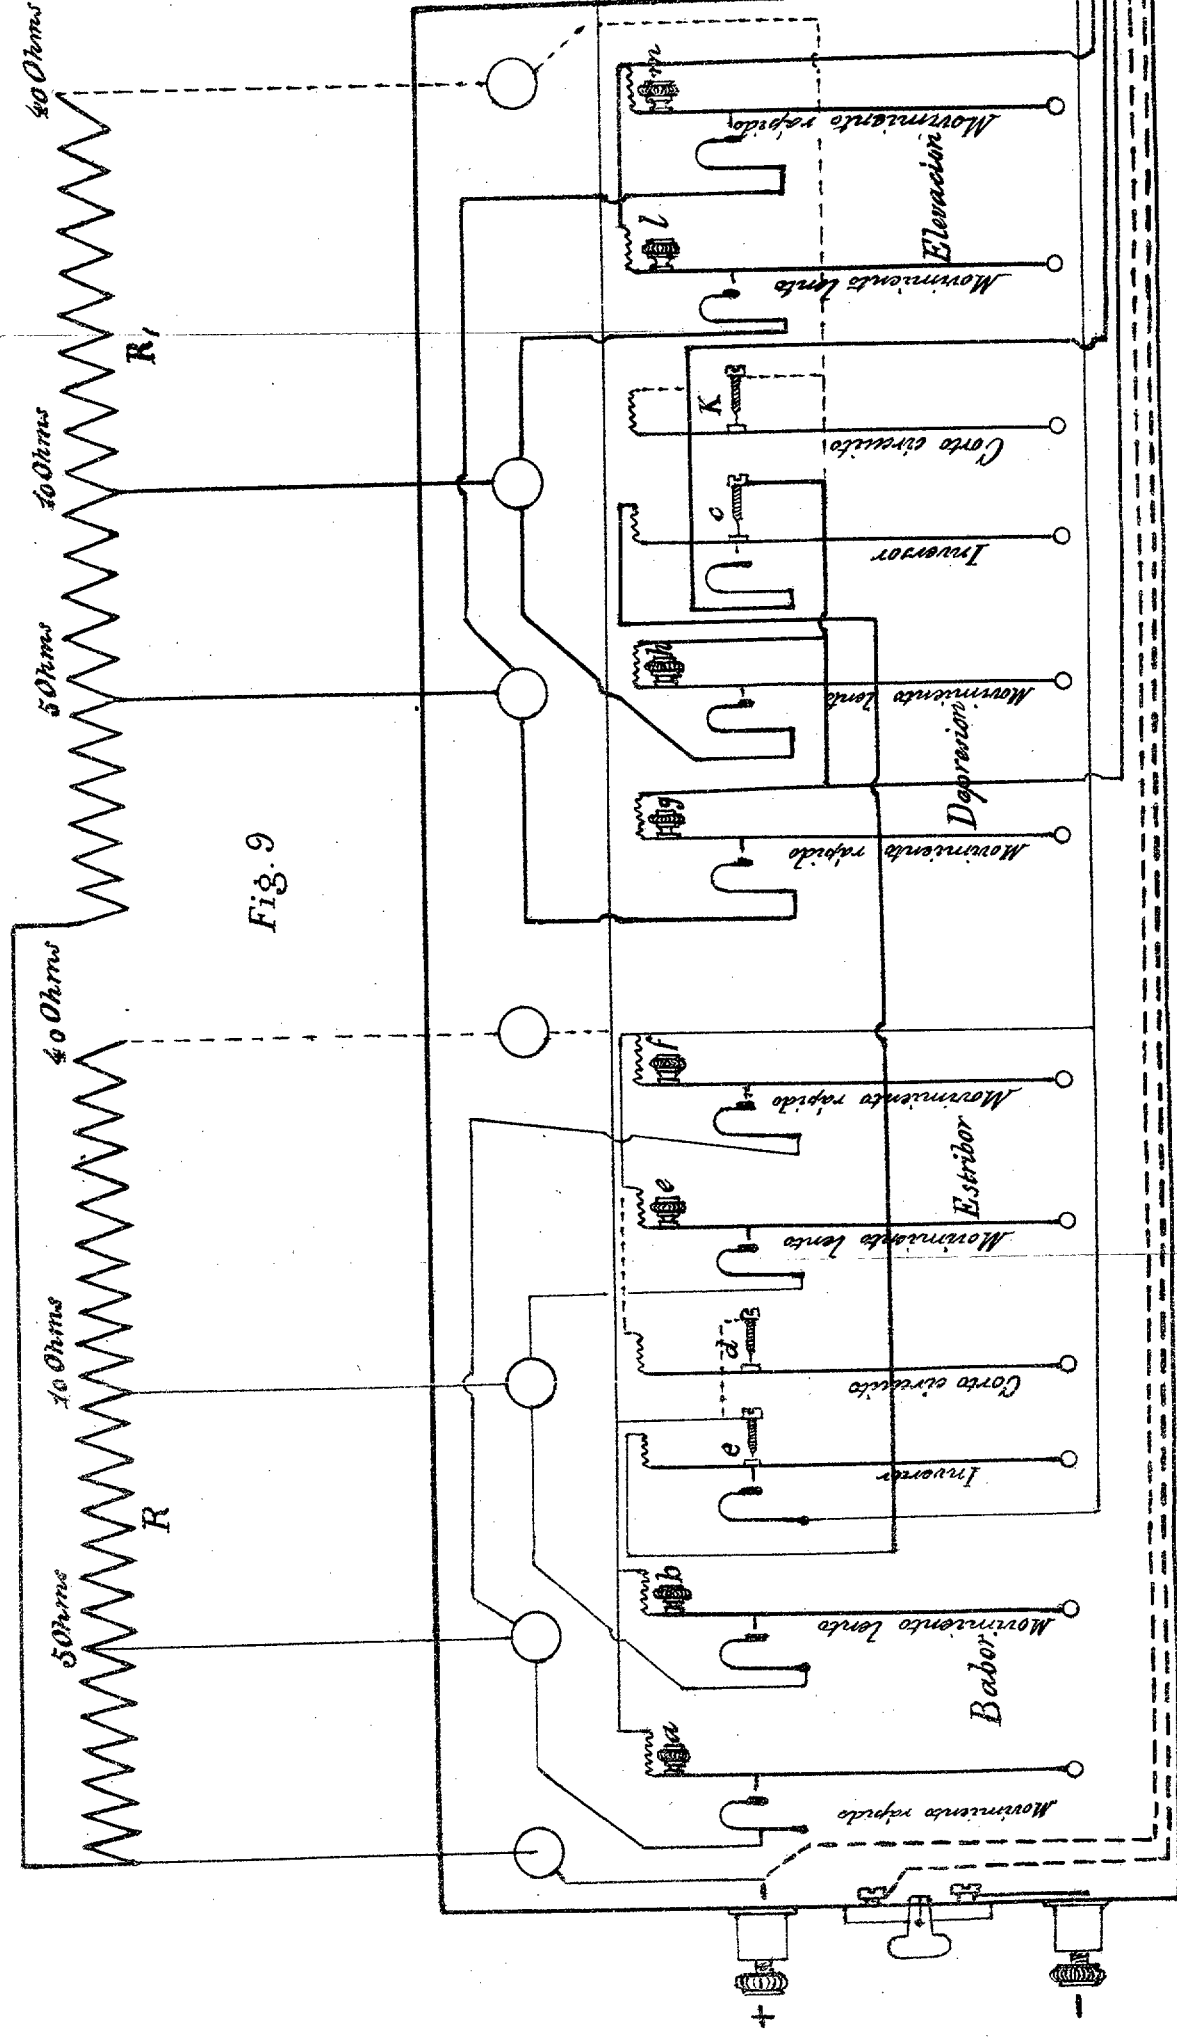 40 Ohms
R₁
10 Ohms
5 Ohms
Fig. 9
40 Ohms
10 Ohms
R
5 Ohms
m
Movimiento rápido
Elevacion
l
Movimiento lento
K
Corto circuito
c
Inversor
h
Movimiento lento
Depresion
g
Movimiento rápido
f
Movimiento rápido
Estribor
e
Movimiento lento
d
Corto circuito
e
b
Movimiento lento
Babor
a
Movimiento rápido
+
-